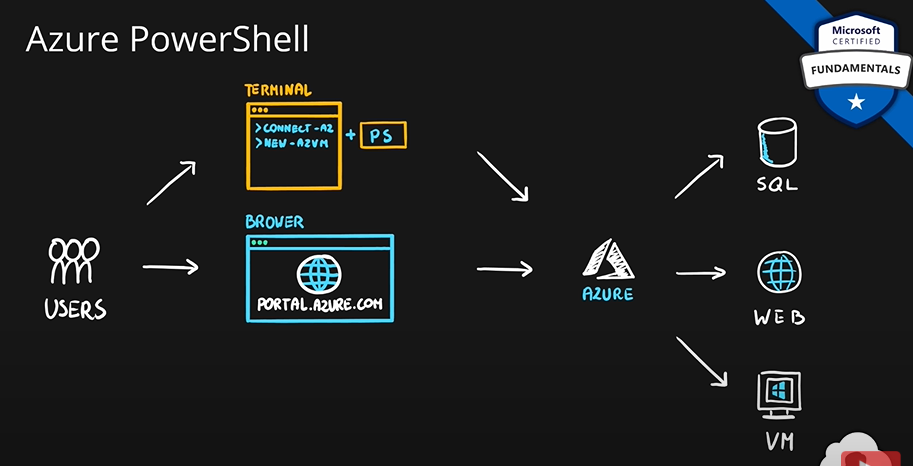 Azure PowerShell
Microsoft
CERTIFIED
FUNDAMENTALS
TERMINAL
>CONNECT-AZ
>NEW-AZVM
+ PS
BROWER
PORTAL.AZURE.COM
USERS
AZURE
SQL
WEB
VM